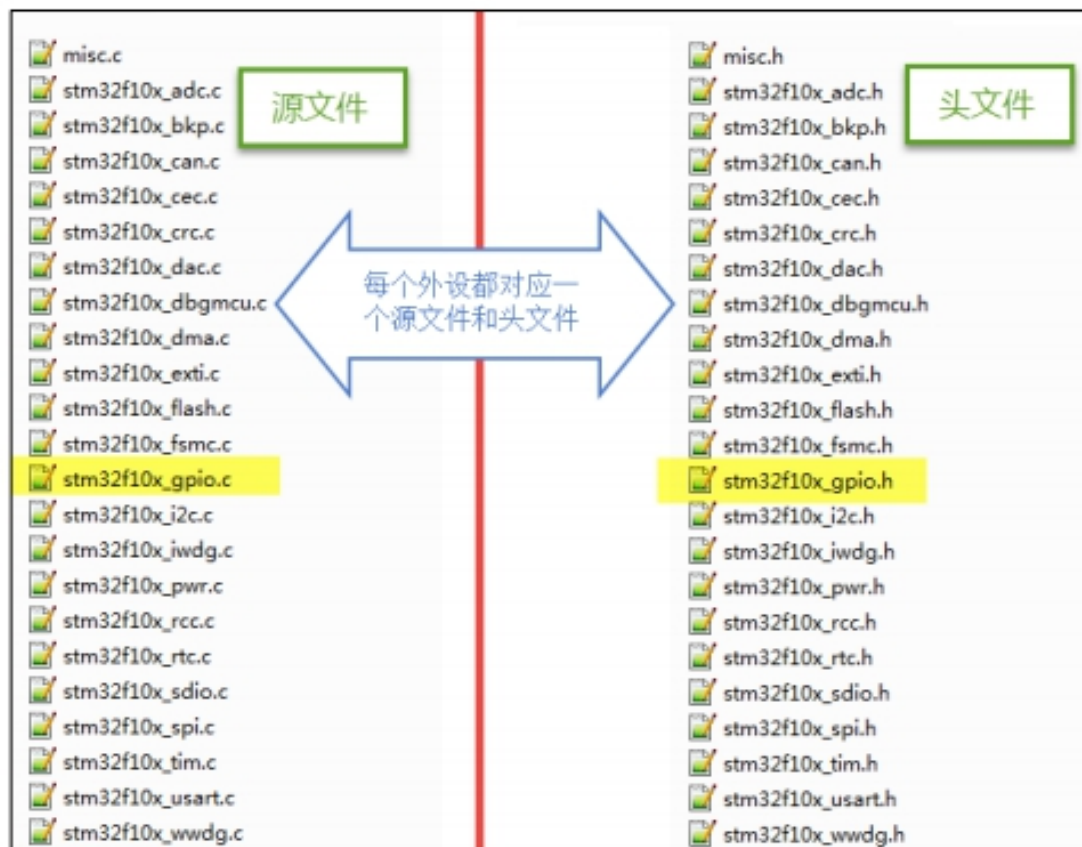 misc.c
stm32f10x_adc.c
stm32f10x_bkp.c
stm32f10x_can.c
stm32f10x_cec.c
stm32f10x_crc.c
stm32f10x_dac.c
stm32f10x_dbgmcu.c
stm32f10x_dma.c
stm32f10x_exti.c
stm32f10x_flash.c
stm32f10x_fsmc.c
stm32f10x_gpio.c
stm32f10x_i2c.c
stm32f10x_iwdg.c
stm32f10x_pwr.c
stm32f10x_rcc.c
stm32f10x_rtc.c
stm32f10x_sdio.c
stm32f10x_spi.c
stm32f10x_tim.c
stm32f10x_usart.c
stm32f10x_wwdg.c
源文件
每个外设都对应一
个源文件和头文件
misc.h
stm32f10x_adc.h
stm32f10x_bkp.h
stm32f10x_can.h
stm32f10x_cec.h
stm32f10x_crc.h
stm32f10x_dac.h
stm32f10x_dbgmcu.h
stm32f10x_dma.h
stm32f10x_exti.h
stm32f10x_flash.h
stm32f10x_fsmc.h
stm32f10x_gpio.h
stm32f10x_i2c.h
stm32f10x_iwdg.h
stm32f10x_pwr.h
stm32f10x_rcc.h
stm32f10x_rtc.h
stm32f10x_sdio.h
stm32f10x_spi.h
stm32f10x_tim.h
stm32f10x_usart.h
stm32f10x_wwdg.h
头文件